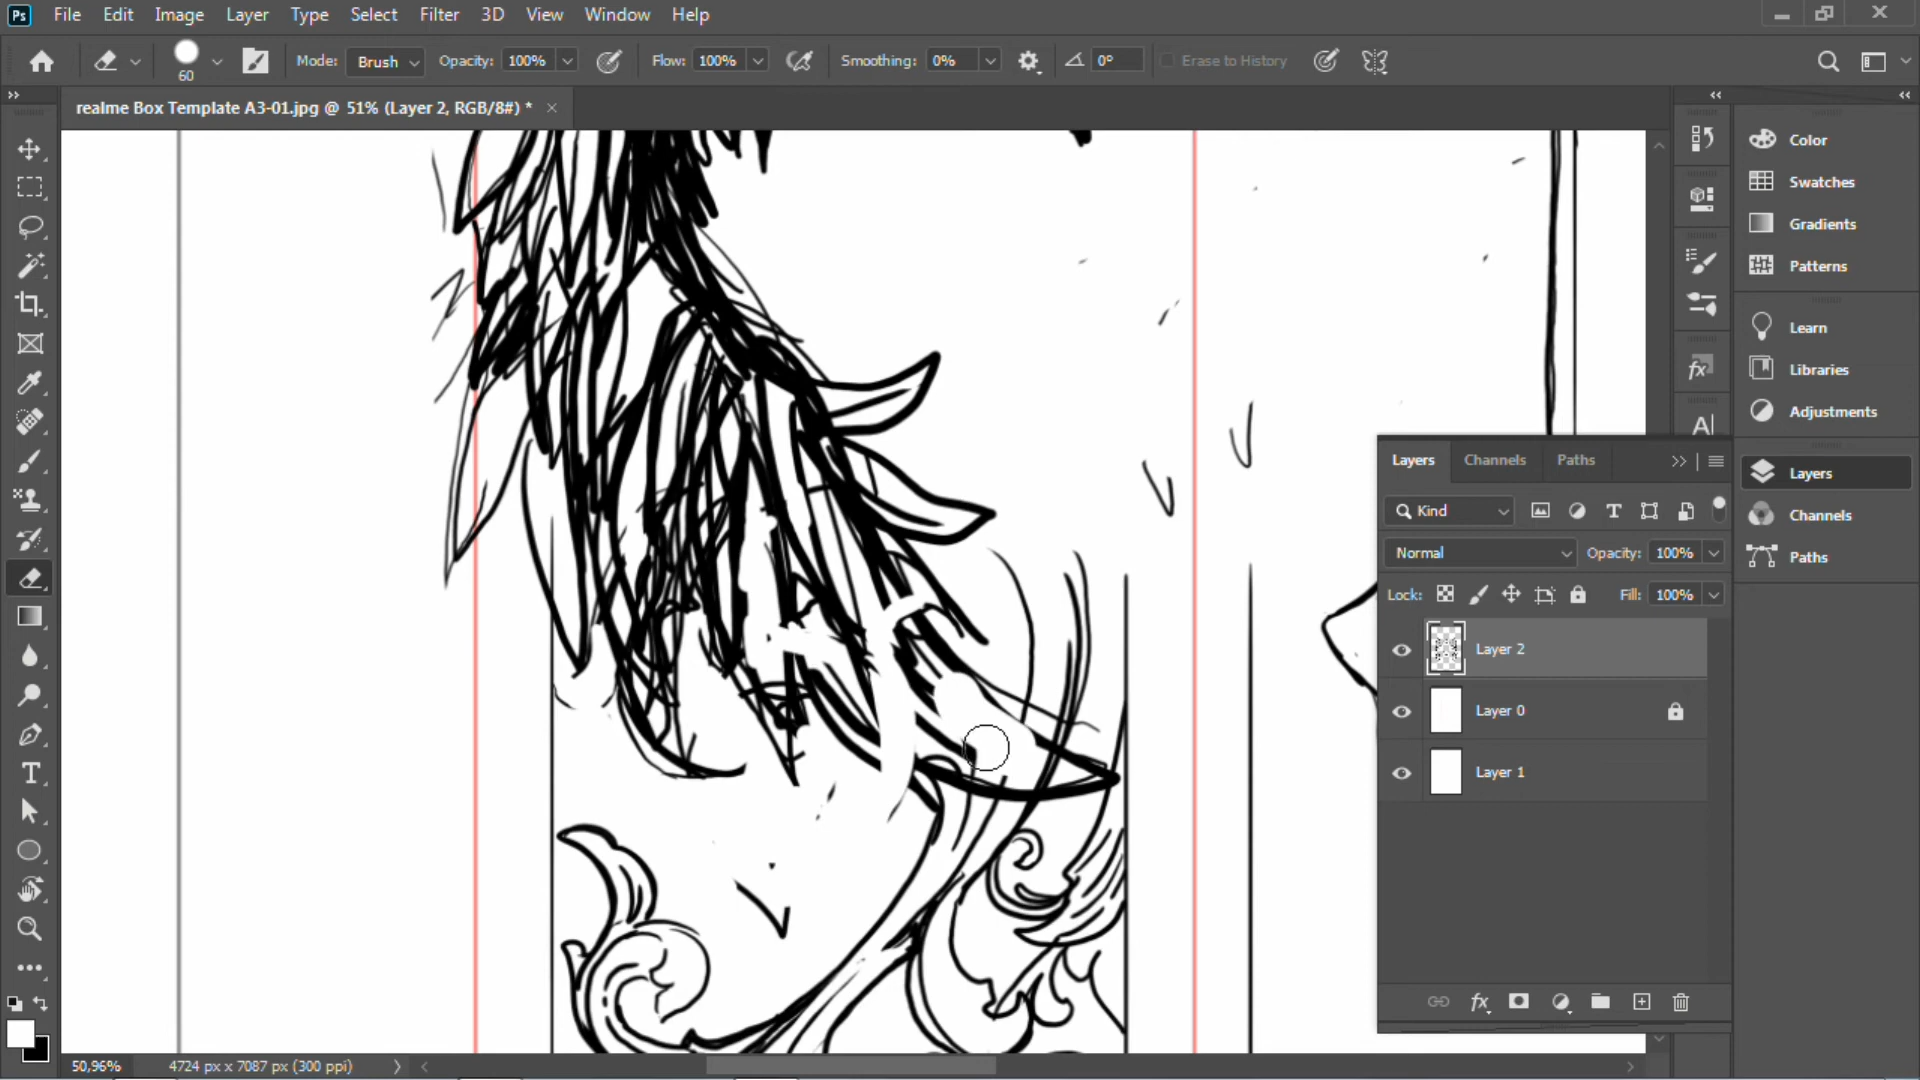 Ps File Edit Image Layer Type Select Filter 3D View Window Help
60 Mode: Brush Opacity: 100% Flow: 100% Smoothing: 0% 0° Erase to History
realme Box Template A3-01.jpg @ 51% (Layer 2, RGB/8#) * ×
Color
Swatches
Gradients
Patterns
Learn
Libraries
Adjustments
Layers
Channels
Paths
Layers Channels Paths
Kind
Normal Opacity: 100%
Lock: Fill: 100%
Layer 2
Layer 0
Layer 1
fx
50,96% 4724 px x 7087 px (300 ppi)